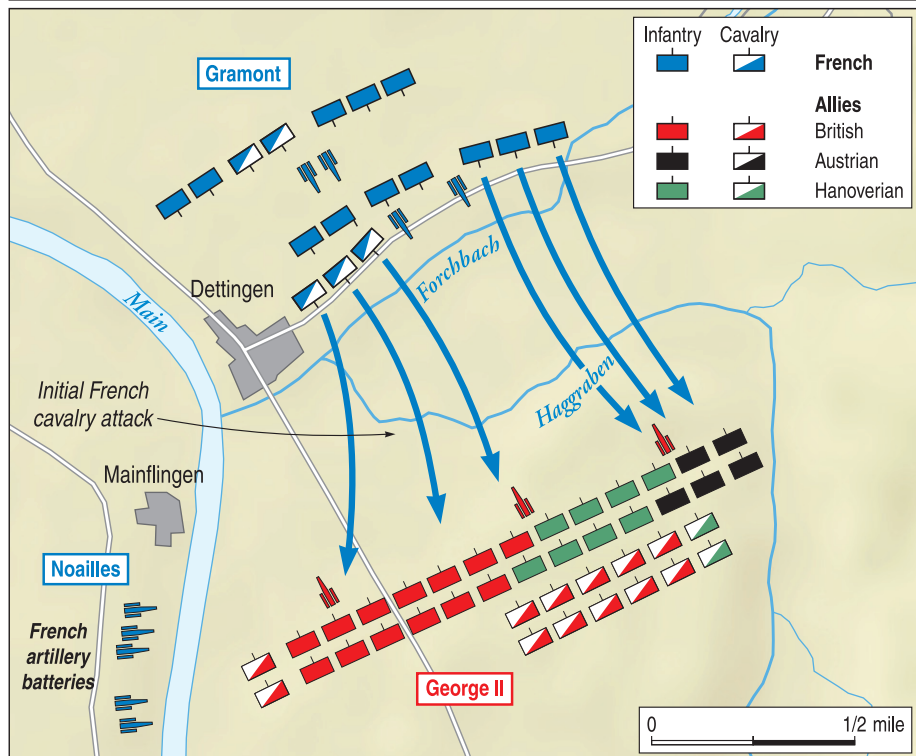 Gramont
Infantry Cavalry
French
Allies
British
Austrian
Hanoverian
Main
Dettingen
Forchbach
Haggraben
Initial French
cavalry attack
Mainflingen
Noailles
French
artillery
batteries
George II
0 1/2 mile